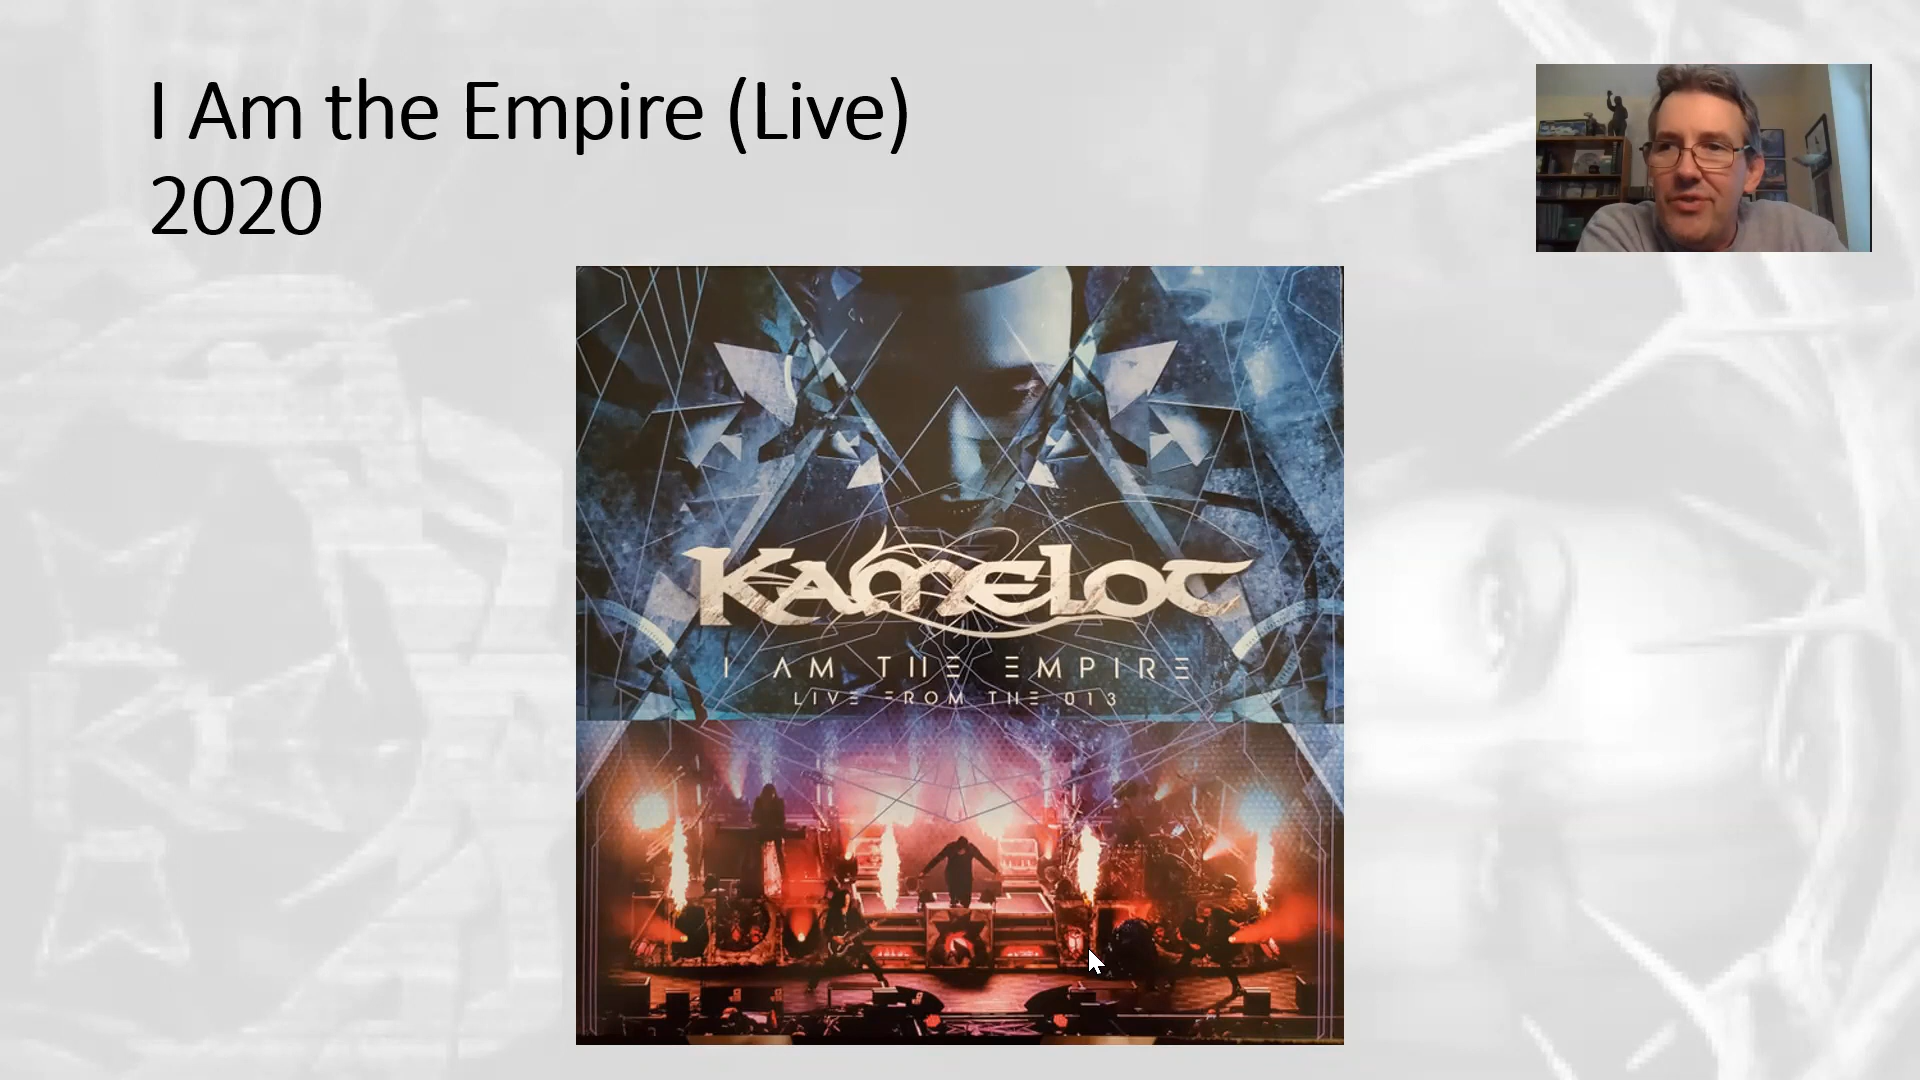 I Am the Empire (Live)
2020
KAMELOT
I AM THE EMPIRE
LIVE FROM THE 013